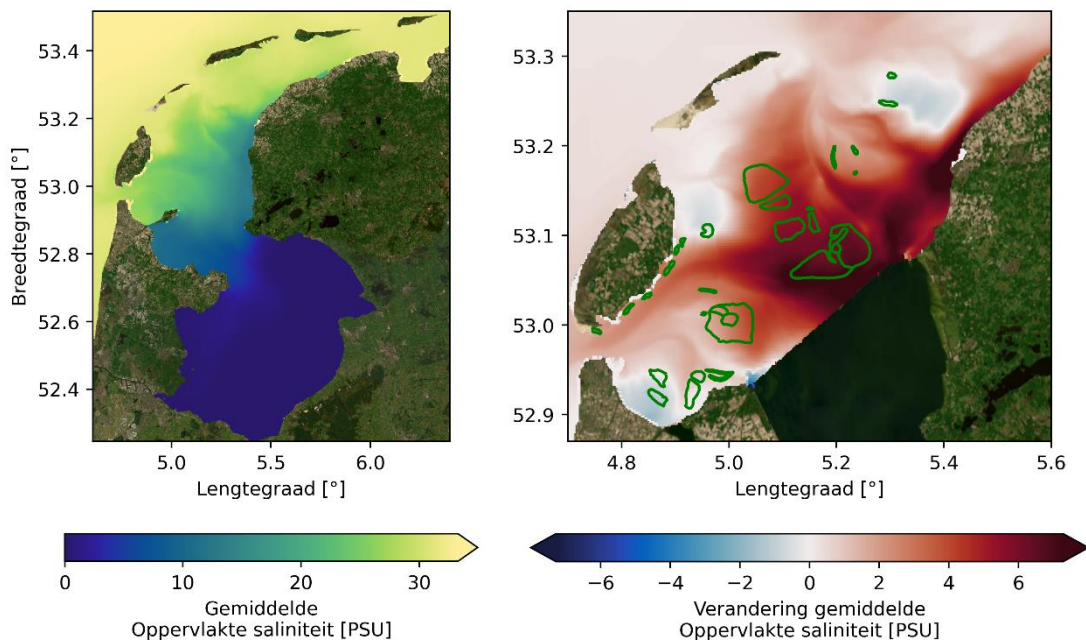 53.4
53.2
53.0
52.8
52.6
52.4
Breedtegraad [°]
5.0 5.5 6.0
Lengtegraad [°]
53.3
53.2
53.1
53.0
52.9
4.8 5.0 5.2 5.4 5.6
Lengtegraad [°]
0 10 20 30
Gemiddelde
Oppervlakte saliniteit [PSU]
−6 −4 −2 0 2 4 6
Verandering gemiddelde
Oppervlakte saliniteit [PSU]